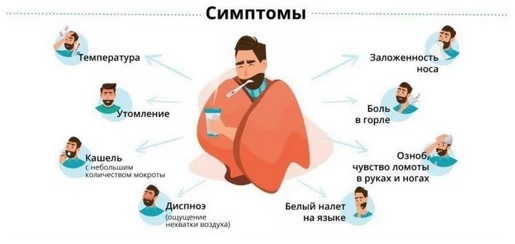 Симптомы
Температура
Утомление
Кашель
с небольшим
количеством мокроты
Диспноэ
(ощущение
нехватки воздуха)
Заложенность
носа
Боль
в горле
Озноб,
чувство ломоты
в руках и ногах
Белый налет
на языке